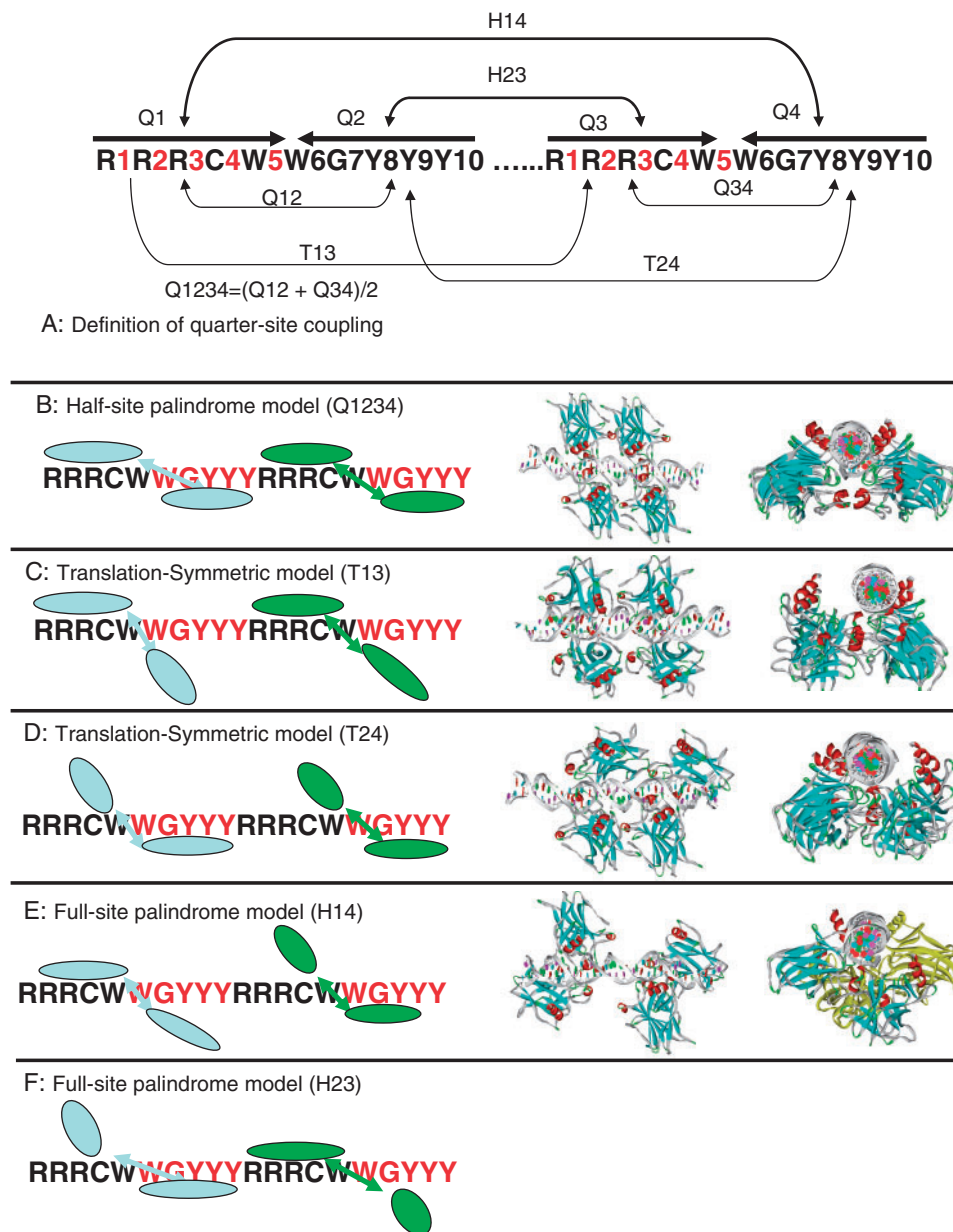 H14
H23
Q1 Q2 Q3 Q4
R1R2R3C4W5W6G7Y8Y9Y10 ......R1R2R3C4W5W6G7Y8Y9Y10
Q12 Q34
T13 T24
Q1234=(Q12 + Q34)/2
A: Definition of quarter-site coupling
B: Half-site palindrome model (Q1234)
RRRCWWGYYYRRRCWWGYYY
C: Translation-Symmetric model (T13)
RRRCWWGYYYRRRCWWGYYY
D: Translation-Symmetric model (T24)
RRRCWWGYYYRRRCWWGYYY
E: Full-site palindrome model (H14)
RRRCWWGYYYRRRCWWGYYY
F: Full-site palindrome model (H23)
RRRCWWGYYYRRRCWWGYYY